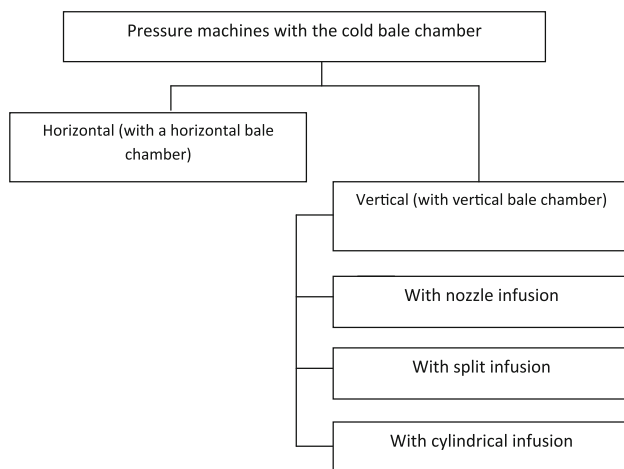 Pressure machines with the cold bale chamber
Horizontal (with a horizontal bale
chamber)
Vertical (with vertical bale chamber)
With nozzle infusion
With split infusion
With cylindrical infusion